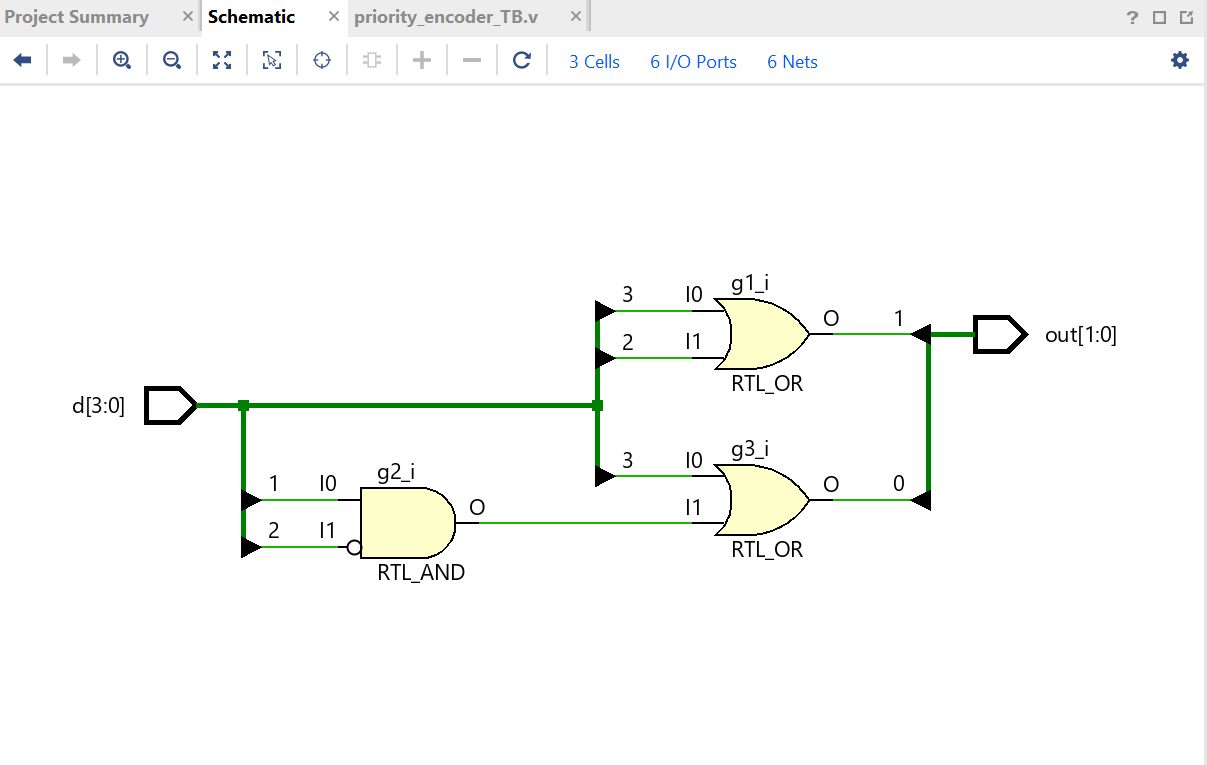 Project Summary × Schematic × priority_encoder_TB.v × ?
3 Cells 6 I/O Ports 6 Nets
g1_i
3 I0
O 1
2 I1
out[1:0]
RTL_OR
d[3:0]
g3_i
3 I0
g2_i
1 I0
O 0
O
I1
2 I1
RTL_OR
RTL_AND